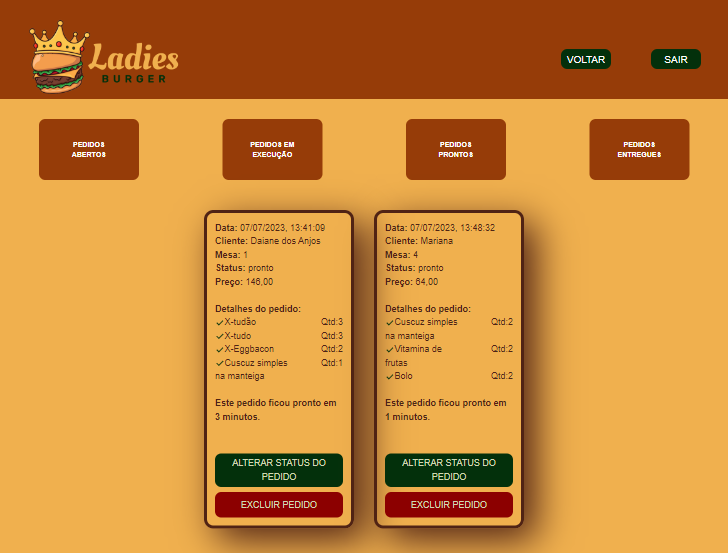 Ladies
BURGER
VOLTAR
SAIR
PEDIDOS
ABERTOS
PEDIDOS EM
EXECUÇÃO
PEDIDOS
PRONTOS
PEDIDOS
ENTREGUES
Data: 07/07/2023, 13:41:09
Cliente: Daiane dos Anjos
Mesa: 1
Status: pronto
Preço: 146,00
Detalhes do pedido:
✓X-tudão Qtd:3
✓X-tudo Qtd:3
✓X-Eggbacon Qtd:2
✓Cuscuz simples Qtd:1
na manteiga
Este pedido ficou pronto em
3 minutos.
ALTERAR STATUS DO
PEDIDO
EXCLUIR PEDIDO
Data: 07/07/2023, 13:48:32
Cliente: Mariana
Mesa: 4
Status: pronto
Preço: 64,00
Detalhes do pedido:
✓Cuscuz simples Qtd:2
na manteiga
✓Vitamina de Qtd:2
frutas
✓Bolo Qtd:2
Este pedido ficou pronto em
1 minutos.
ALTERAR STATUS DO
PEDIDO
EXCLUIR PEDIDO